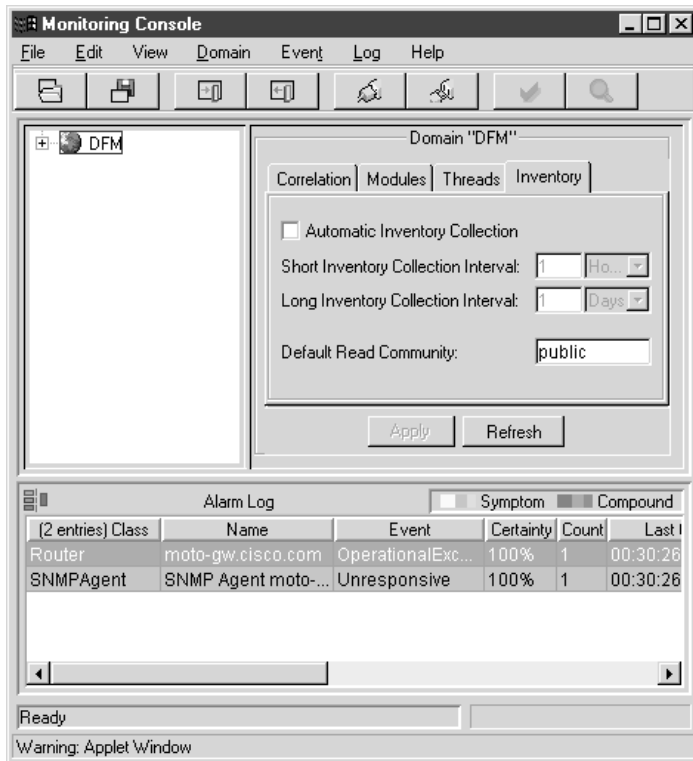 Monitoring Console
File Edit View Domain Event Log Help
DFM
Domain "DFM"
Correlation Modules Threads Inventory
Automatic Inventory Collection
Short Inventory Collection Interval: 1 Ho...
Long Inventory Collection Interval: 1 Days
Default Read Community: public
Apply Refresh
Alarm Log Symptom Compound
(2 entries) Class Name Event Certainty Count Last
Router moto-gw.cisco.com OperationalExc... 100% 1 00:30:26
SNMPAgent SNMP Agent moto-... Unresponsive 100% 1 00:30:26
Ready
Warning: Applet Window